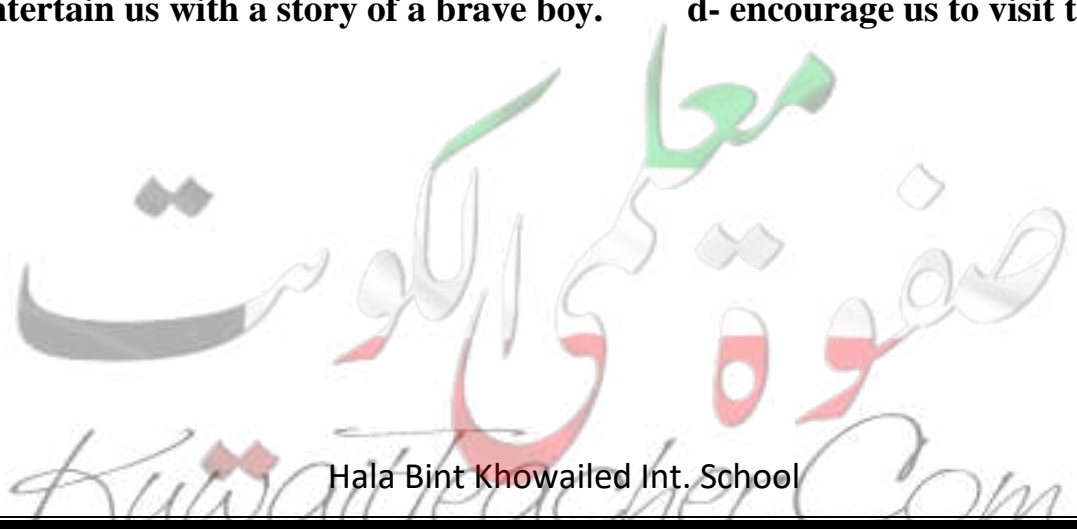 ntertain us with a story of a brave boy. d- encourage us to visit t
صفوة معلمى الكويت
Hala Bint Khowailed Int. School
KuwaitTeacher.Com